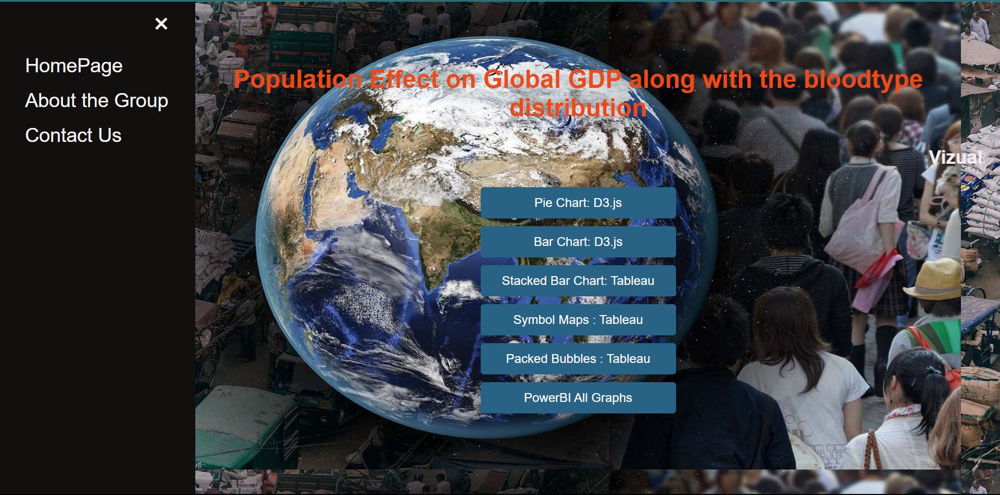 ×
HomePage
About the Group
Contact Us
Population Effect on Global GDP along with the bloodtype
distribution
Vizual
Pie Chart: D3.js
Bar Chart: D3.js
Stacked Bar Chart: Tableau
Symbol Maps : Tableau
Packed Bubbles : Tableau
PowerBI All Graphs